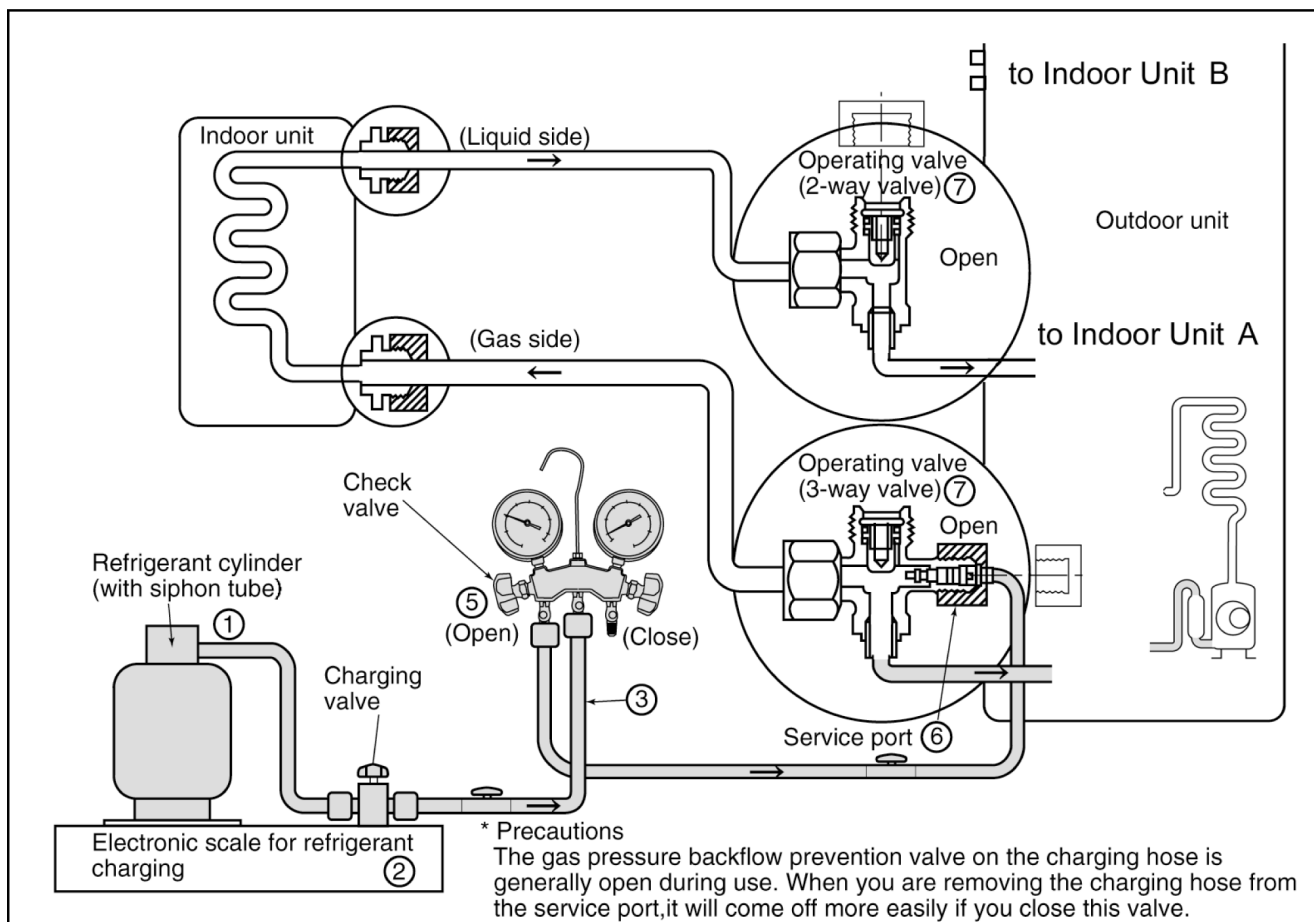 to Indoor Unit B
Indoor unit
(Liquid side)
Operating valve
(2-way valve) ⑦
Outdoor unit
Open
(Gas side)
to Indoor Unit A
Operating valve
(3-way valve) ⑦
Open
Check
valve
Refrigerant cylinder
(with siphon tube)
①
⑤
(Open)
(Close)
Charging
valve
③
Service port ⑥
Electronic scale for refrigerant
charging ②
* Precautions
The gas pressure backflow prevention valve on the charging hose is
generally open during use. When you are removing the charging hose from
the service port,it will come off more easily if you close this valve.